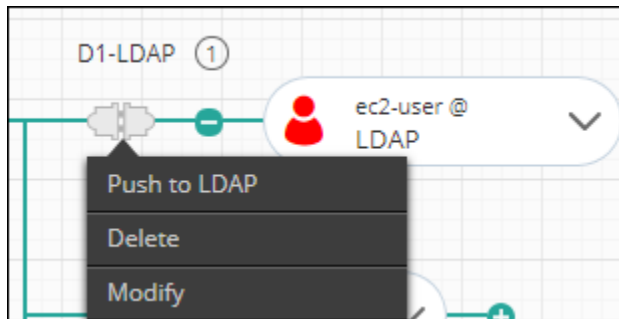 D1-LDAP 1
ec2-user @
LDAP
Push to LDAP
Delete
Modify